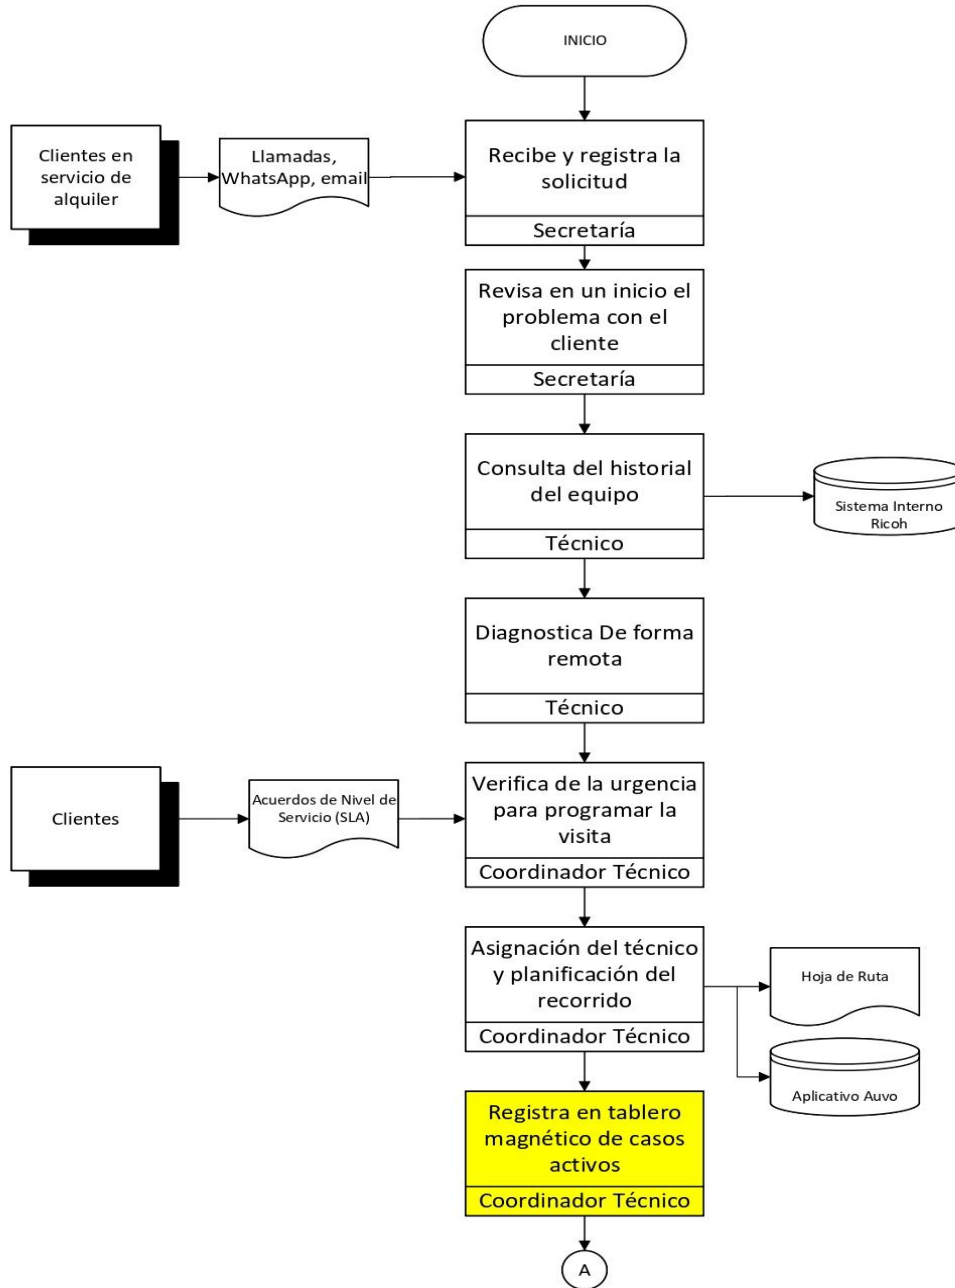 INICIO
Clientes en
servicio de
alquiler
Llamadas,
WhatsApp, email
Recibe y registra la
solicitud
Secretaría
Revisa en un inicio el
problema con el
cliente
Secretaría
Consulta del historial
del equipo
Técnico
Sistema Interno
Ricoh
Diagnostica De forma
remota
Técnico
Clientes
Acuerdos de Nivel de
Servicio (SLA)
Verifica de la urgencia
para programar la
visita
Coordinador Técnico
Asignación del técnico
y planificación del
recorrido
Coordinador Técnico
Hoja de Ruta
Aplicativo Auvo
Registra en tablero
magnético de casos
activos
Coordinador Técnico
A